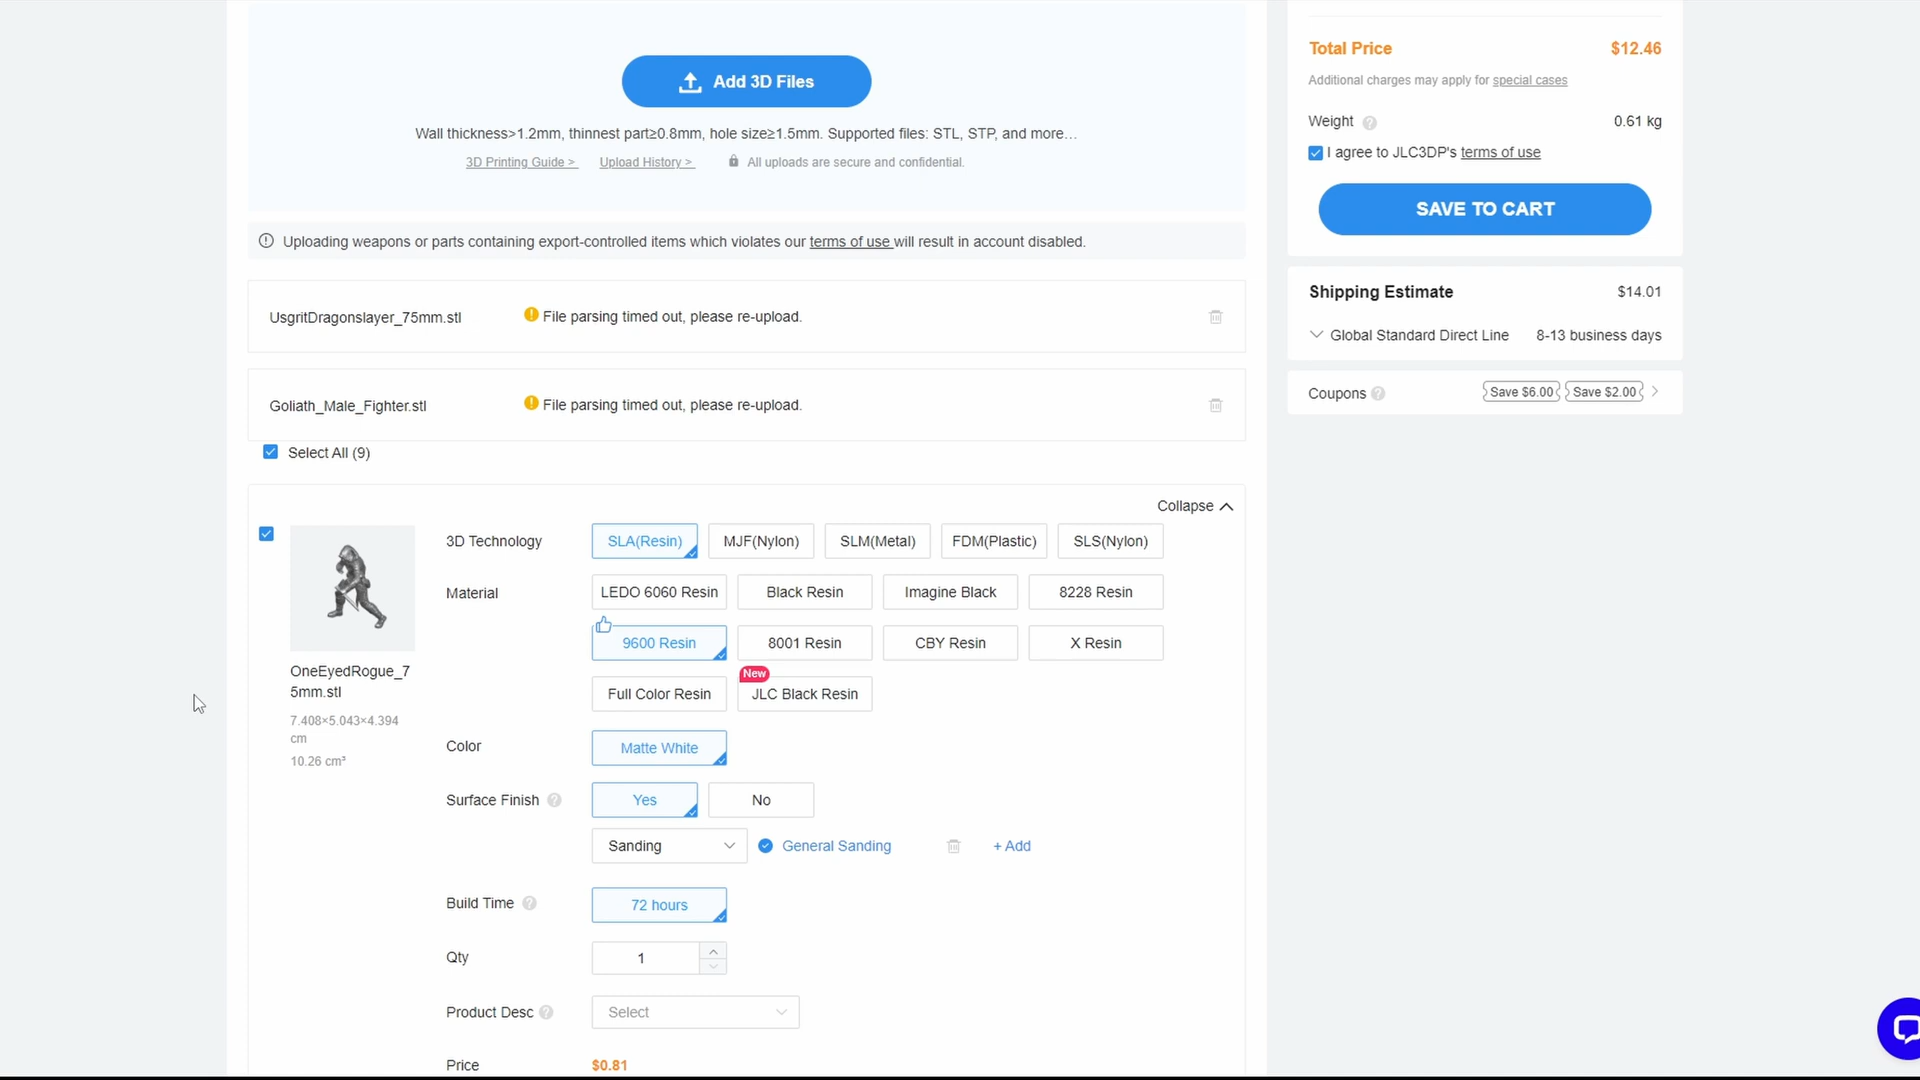 Add 3D Files
Wall thickness>1.2mm, thinnest part≥0.8mm, hole size≥1.5mm. Supported files: STL, STP, and more…
3D Printing Guide > Upload History > All uploads are secure and confidential.
Uploading weapons or parts containing export-controlled items which violates our terms of use will result in account disabled.
UsgritDragonslayer_75mm.stl File parsing timed out, please re-upload.
Goliath_Male_Fighter.stl File parsing timed out, please re-upload.
Select All (9)
Collapse
OneEyedRogue_7
5mm.stl
7.408×5.043×4.394
cm
10.26 cm³
3D Technology SLA(Resin) MJF(Nylon) SLM(Metal) FDM(Plastic) SLS(Nylon)
Material LEDO 6060 Resin Black Resin Imagine Black 8228 Resin
9600 Resin 8001 Resin CBY Resin X Resin
New
Full Color Resin JLC Black Resin
Color Matte White
Surface Finish ? Yes No
Sanding General Sanding + Add
Build Time ? 72 hours
Qty 1
Product Desc ? Select
Price $0.81
Total Price $12.46
Additional charges may apply for special cases
Weight ? 0.61 kg
I agree to JLC3DP's terms of use
SAVE TO CART
Shipping Estimate $14.01
Global Standard Direct Line 8-13 business days
Coupons ? Save $6.00 Save $2.00